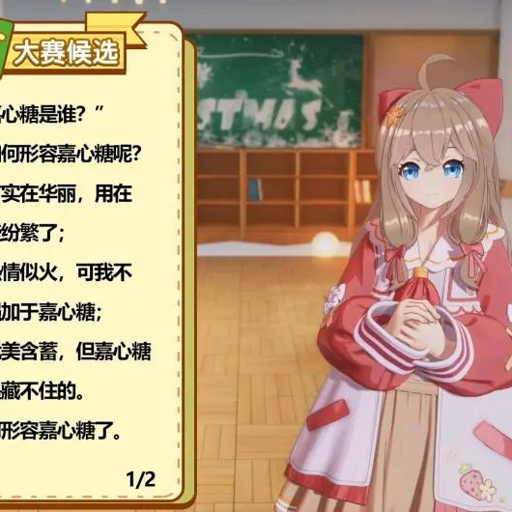 大赛候选
心糖是谁？”
何形容嘉心糖呢？
实在华丽，用在
纷繁了；
情似火，可我不
加于嘉心糖；
美含蓄，但嘉心糖
藏不住的。
形容嘉心糖了。
1/2
STMAS